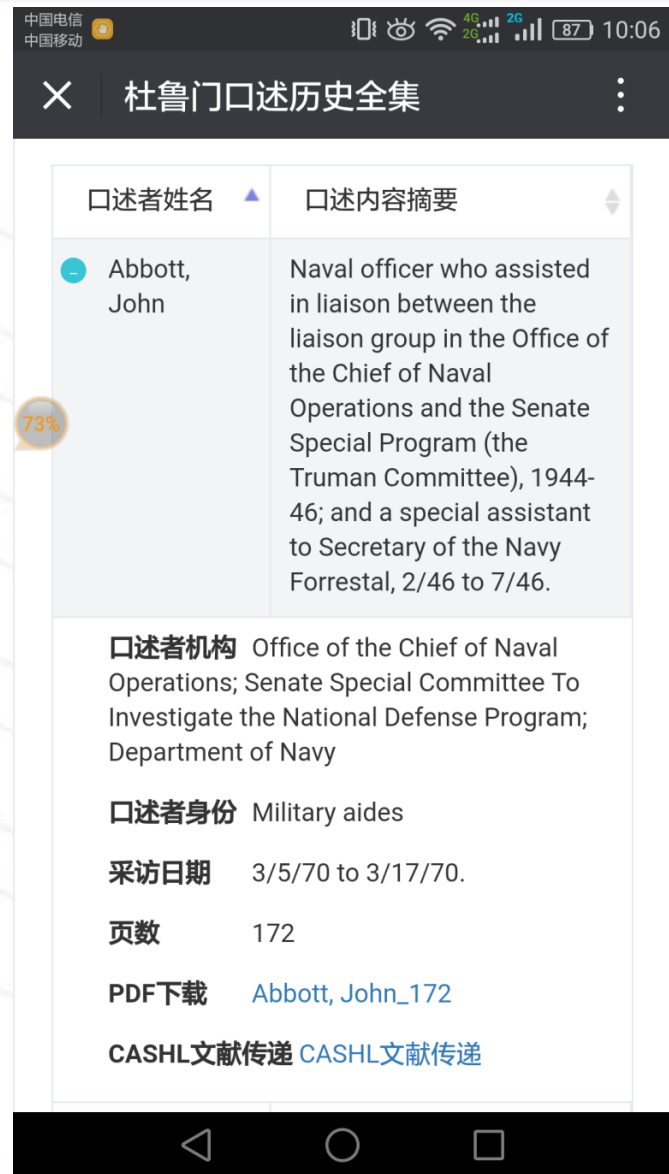 中国电信
中国移动
4G
2G
2G
87
10:06
杜鲁门口述历史全集
口述者姓名
口述内容摘要
Abbott,
John
Naval officer who assisted
in liaison between the
liaison group in the Office of
the Chief of Naval
Operations and the Senate
Special Program (the
Truman Committee), 1944-
46; and a special assistant
to Secretary of the Navy
Forrestal, 2/46 to 7/46.
73%
口述者机构 Office of the Chief of Naval
Operations; Senate Special Committee To
Investigate the National Defense Program;
Department of Navy
口述者身份 Military aides
采访日期 3/5/70 to 3/17/70.
页数 172
PDF下载 Abbott, John_172
CASHL文献传递 CASHL文献传递